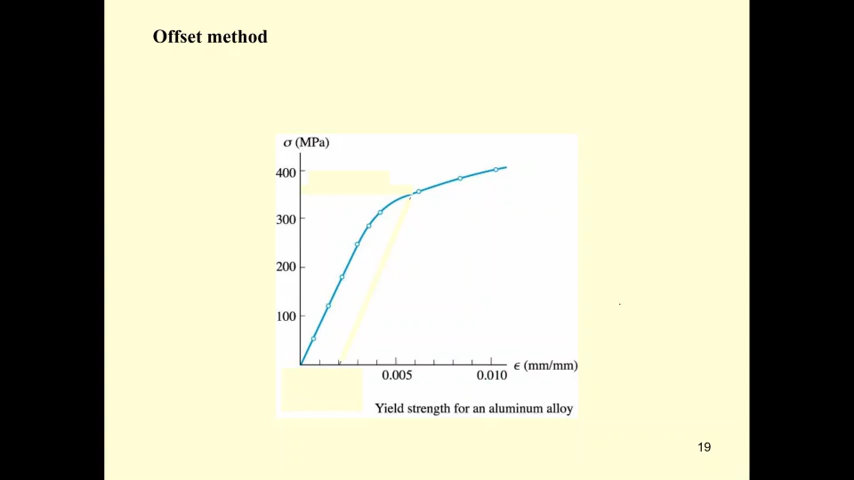 Offset method
σ (MPa)
400
300
200
100
0.005
0.010
ϵ (mm/mm)
Yield strength for an aluminum alloy
19